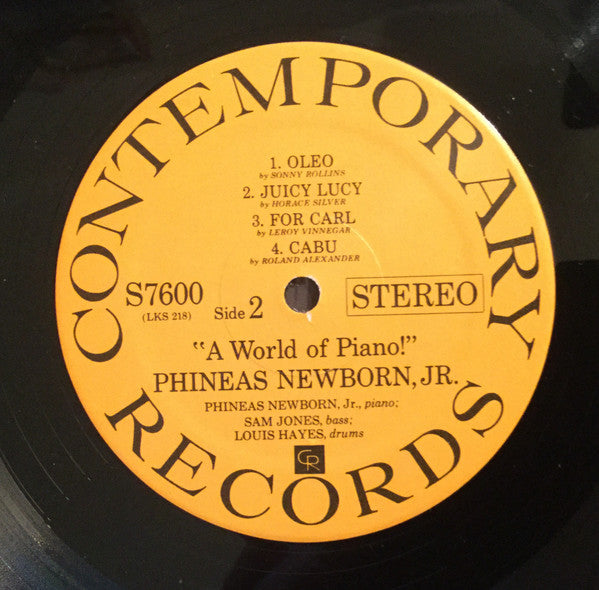 CONTEMPORARY
1. OLEO
by SONNY ROLLINS
2. JUICY LUCY
by HORACE SILVER
3. FOR CARL
by LEROY VINNEGAR
4. CABU
by ROLAND ALEXANDER
S7600
(LKS 218)
Side 2
STEREO
"A World of Piano!"
PHINEAS NEWBORN, JR.
PHINEAS NEWBORN, Jr., piano;
SAM JONES, bass;
LOUIS HAYES, drums
CR
RECORDS